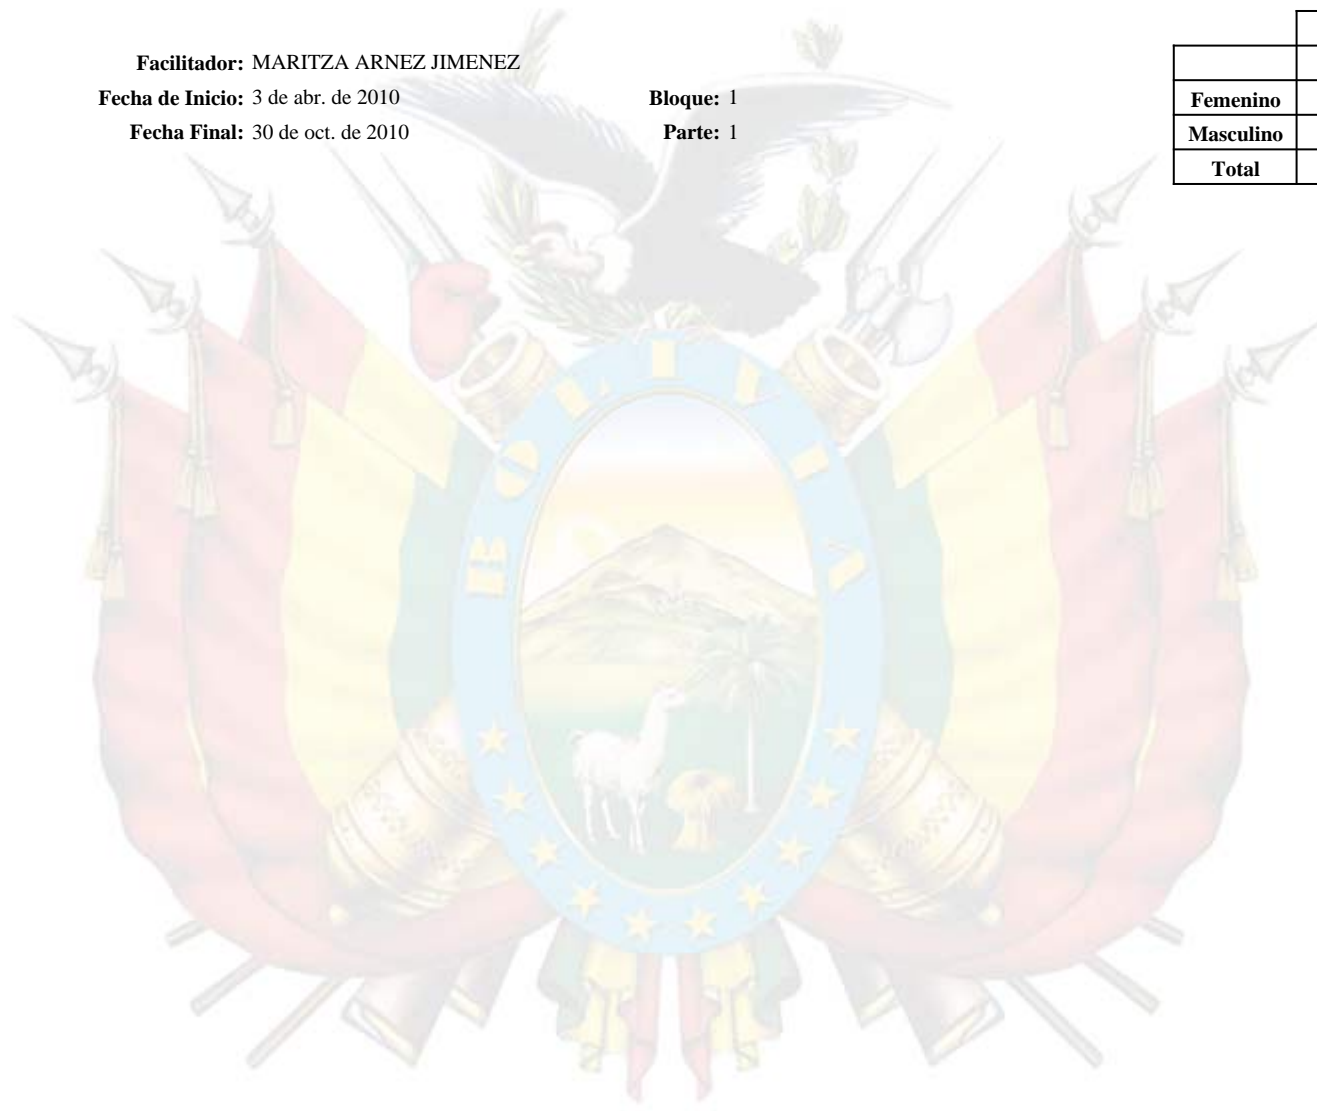 Facilitador: MARITZA ARNEZ JIMENEZ
Fecha de Inicio: 3 de abr. de 2010 Bloque: 1
Fecha Final: 30 de oct. de 2010 Parte: 1
Femenino
Masculino
Total
BOLIVIA